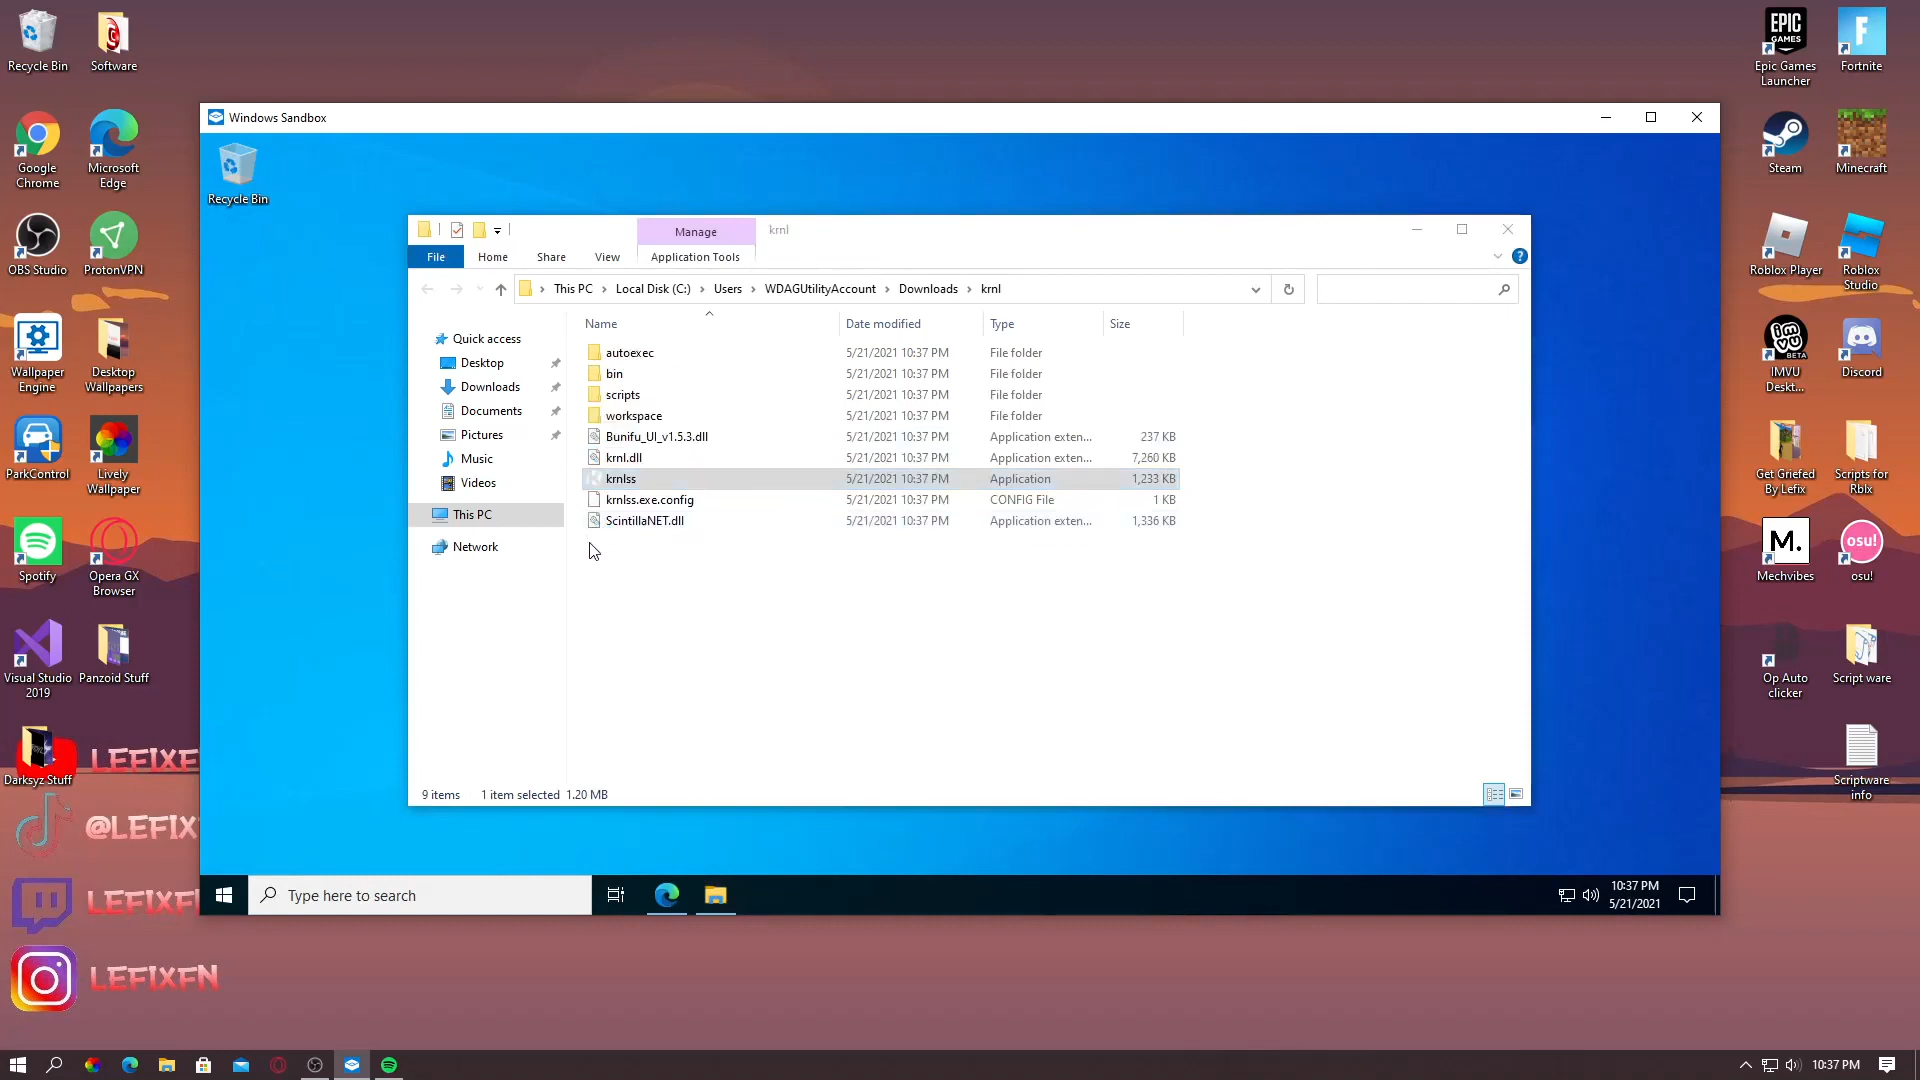 Recycle Bin
Software
Google
Chrome
Microsoft
Edge
OBS Studio
ProtonVPN
Wallpaper
Engine
Desktop
Wallpapers
ParkControl
Lively
Wallpaper
Spotify
Opera GX
Browser
Visual Studio
2019
Panzoid Stuff
Darksyz Stuff
LEFIXF
@LEFIX
LEFIXF
LEFIXFN
Windows Sandbox
Recycle Bin
Manage
krnl
File
Home
Share
View
Application Tools
This PC
Local Disk (C:)
Users
WDAGUtilityAccount
Downloads
krnl
Quick access
Desktop
Downloads
Documents
Pictures
Music
Videos
This PC
Network
Name Date modified Type Size
autoexec 5/21/2021 10:37 PM File folder
bin 5/21/2021 10:37 PM File folder
scripts 5/21/2021 10:37 PM File folder
workspace 5/21/2021 10:37 PM File folder
Bunifu_UI_v1.5.3.dll 5/21/2021 10:37 PM Application exten... 237 KB
krnl.dll 5/21/2021 10:37 PM Application exten... 7,260 KB
krnlss 5/21/2021 10:37 PM Application 1,233 KB
krnlss.exe.config 5/21/2021 10:37 PM CONFIG File 1 KB
ScintillaNET.dll 5/21/2021 10:37 PM Application exten... 1,336 KB
9 items 1 item selected 1.20 MB
Type here to search
10:37 PM
5/21/2021
EPIC
GAMES
Epic Games
Launcher
Fortnite
Steam
Minecraft
Roblox Player
Roblox
Studio
imvu
BETA
IMVU
Deskt...
Discord
Get Griefed
By Lefix
Scripts for
Rblx
M.
Mechvibes
osu!
osu!
Op Auto
clicker
Script ware
Scriptware
info
10:37 PM